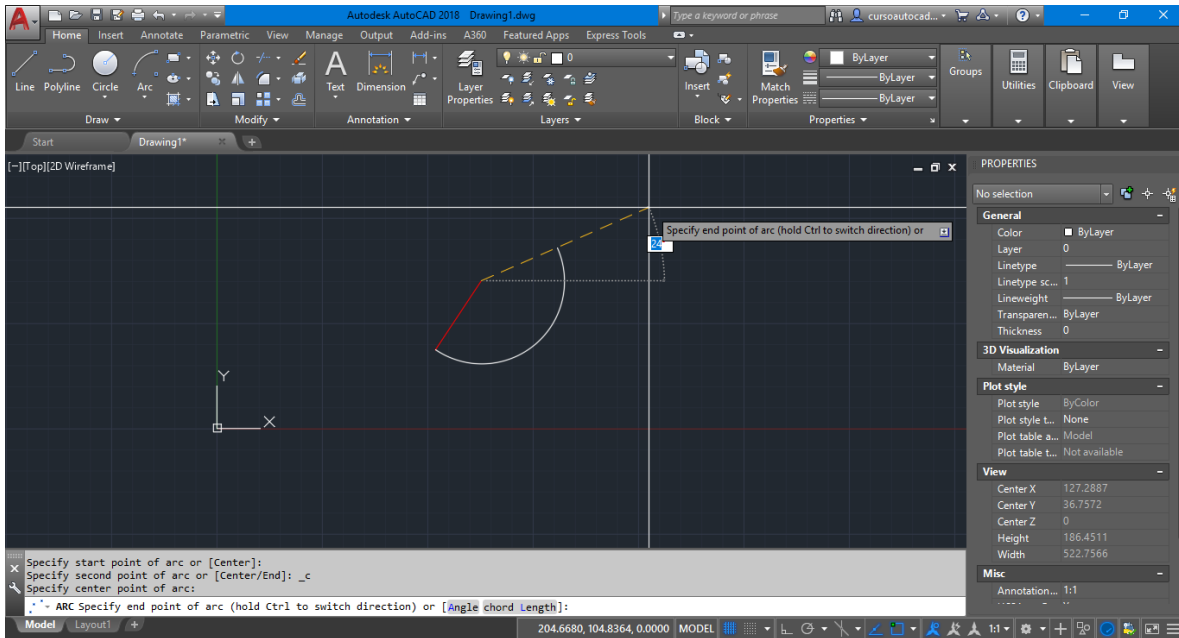 Autodesk AutoCAD 2018 Drawing1.dwg
Type a keyword or phrase
cursoautocad...
Home Insert Annotate Parametric View Manage Output Add-ins A360 Featured Apps Express Tools
Line Polyline Circle Arc
Draw
Modify
Text Dimension
Annotation
Layer Properties
0
Layers
Insert
Block
Match Properties
ByLayer
ByLayer
ByLayer
Properties
Groups
Utilities
Clipboard
View
Start Drawing1* +
[−][Top][2D Wireframe]
Specify end point of arc (hold Ctrl to switch direction) or
24
Y
X
PROPERTIES
No selection
General
Color ByLayer
Layer 0
Linetype ByLayer
Linetype sc... 1
Lineweight ByLayer
Transparen... ByLayer
Thickness 0
3D Visualization
Material ByLayer
Plot style
Plot style ByColor
Plot style t... None
Plot table a... Model
Plot table t... Not available
View
Center X 127.2887
Center Y 36.7572
Center Z 0
Height 186.4511
Width 522.7566
Misc
Annotation... 1:1
Specify start point of arc or [Center]:
Specify second point of arc or [Center/End]: _c
Specify center point of arc:
ARC Specify end point of arc (hold Ctrl to switch direction) or [Angle chord Length]:
Model Layout1 +
204.6680, 104.8364, 0.0000 MODEL 1:1